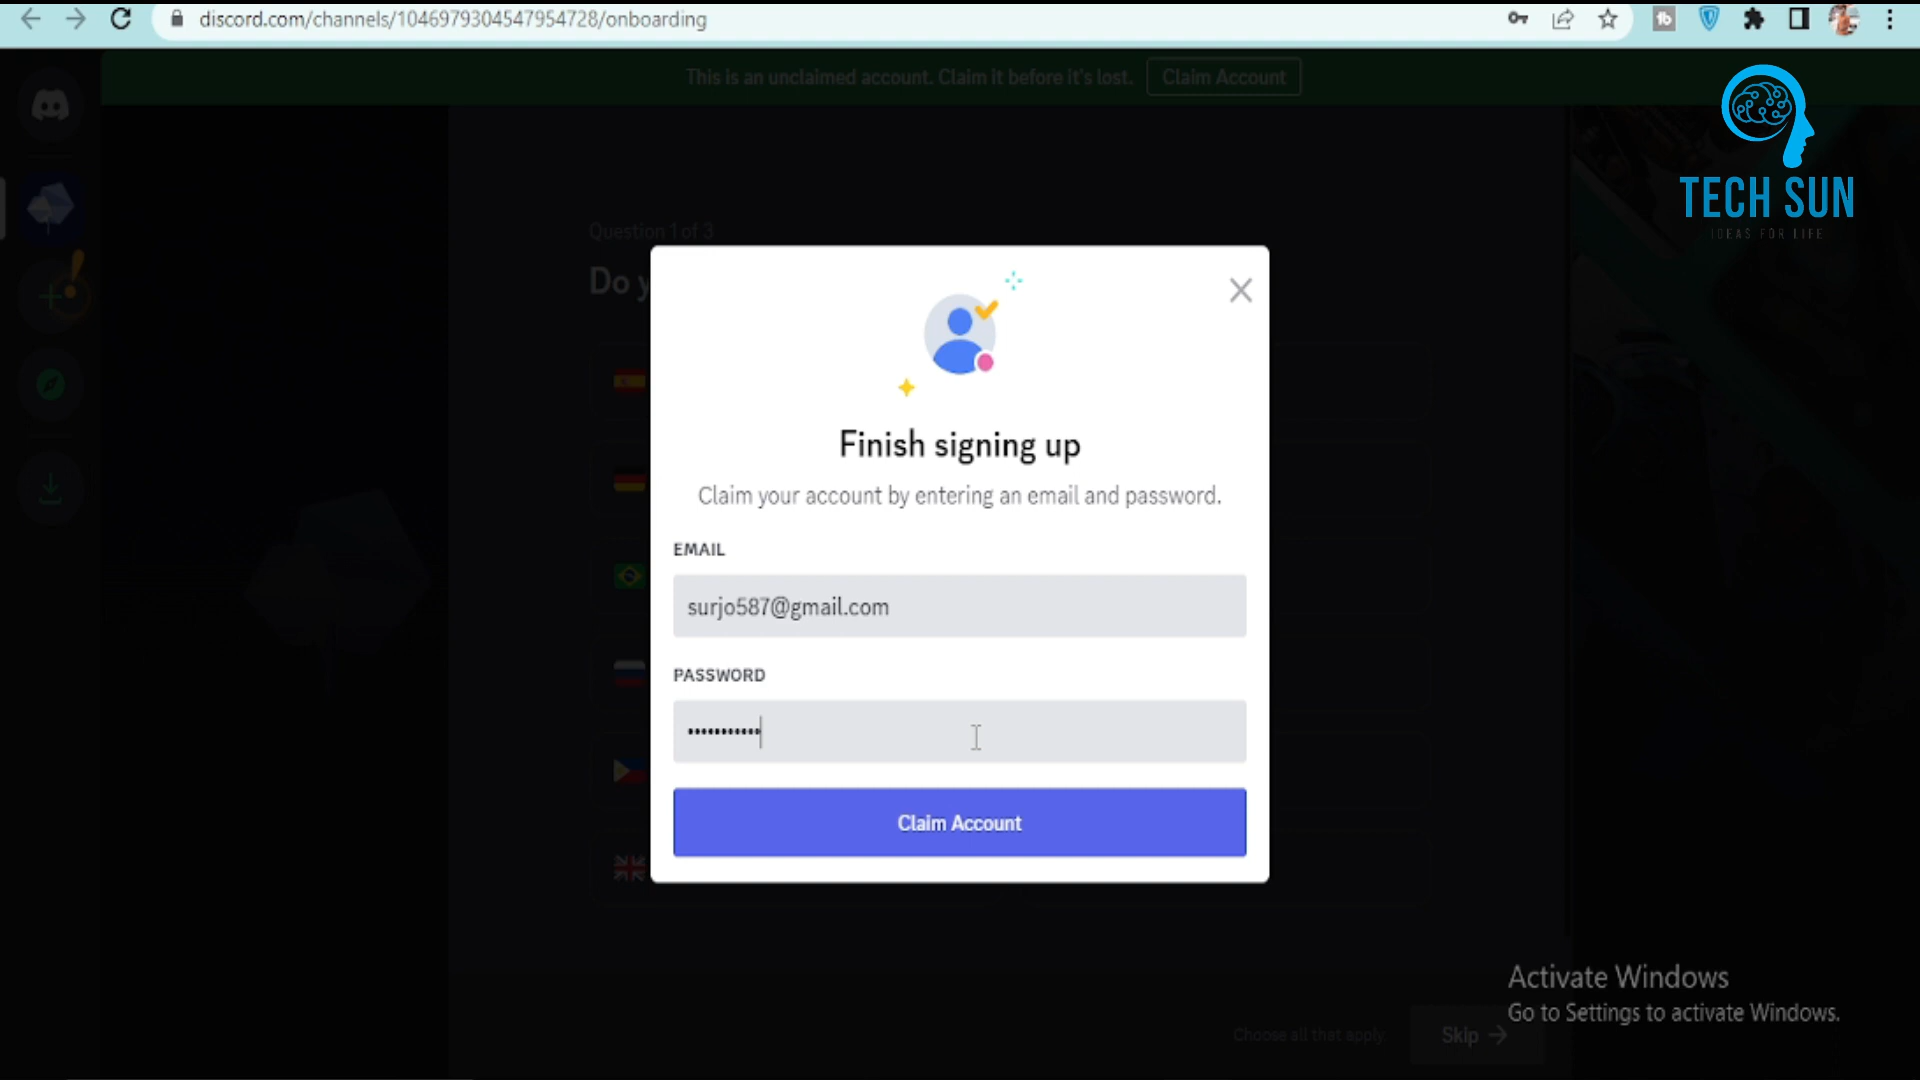 discord.com/channels/1046979304547954728/onboarding
This is an unclaimed account. Claim it before it's lost. Claim Account
TECH SUN
IDEAS FOR LIFE
Question 1 of 3
Do y
Finish signing up
Claim your account by entering an email and password.
EMAIL
surjo587@gmail.com
PASSWORD
•••••••••••
Claim Account
Activate Windows
Go to Settings to activate Windows.
Choose all that apply.
Skip →